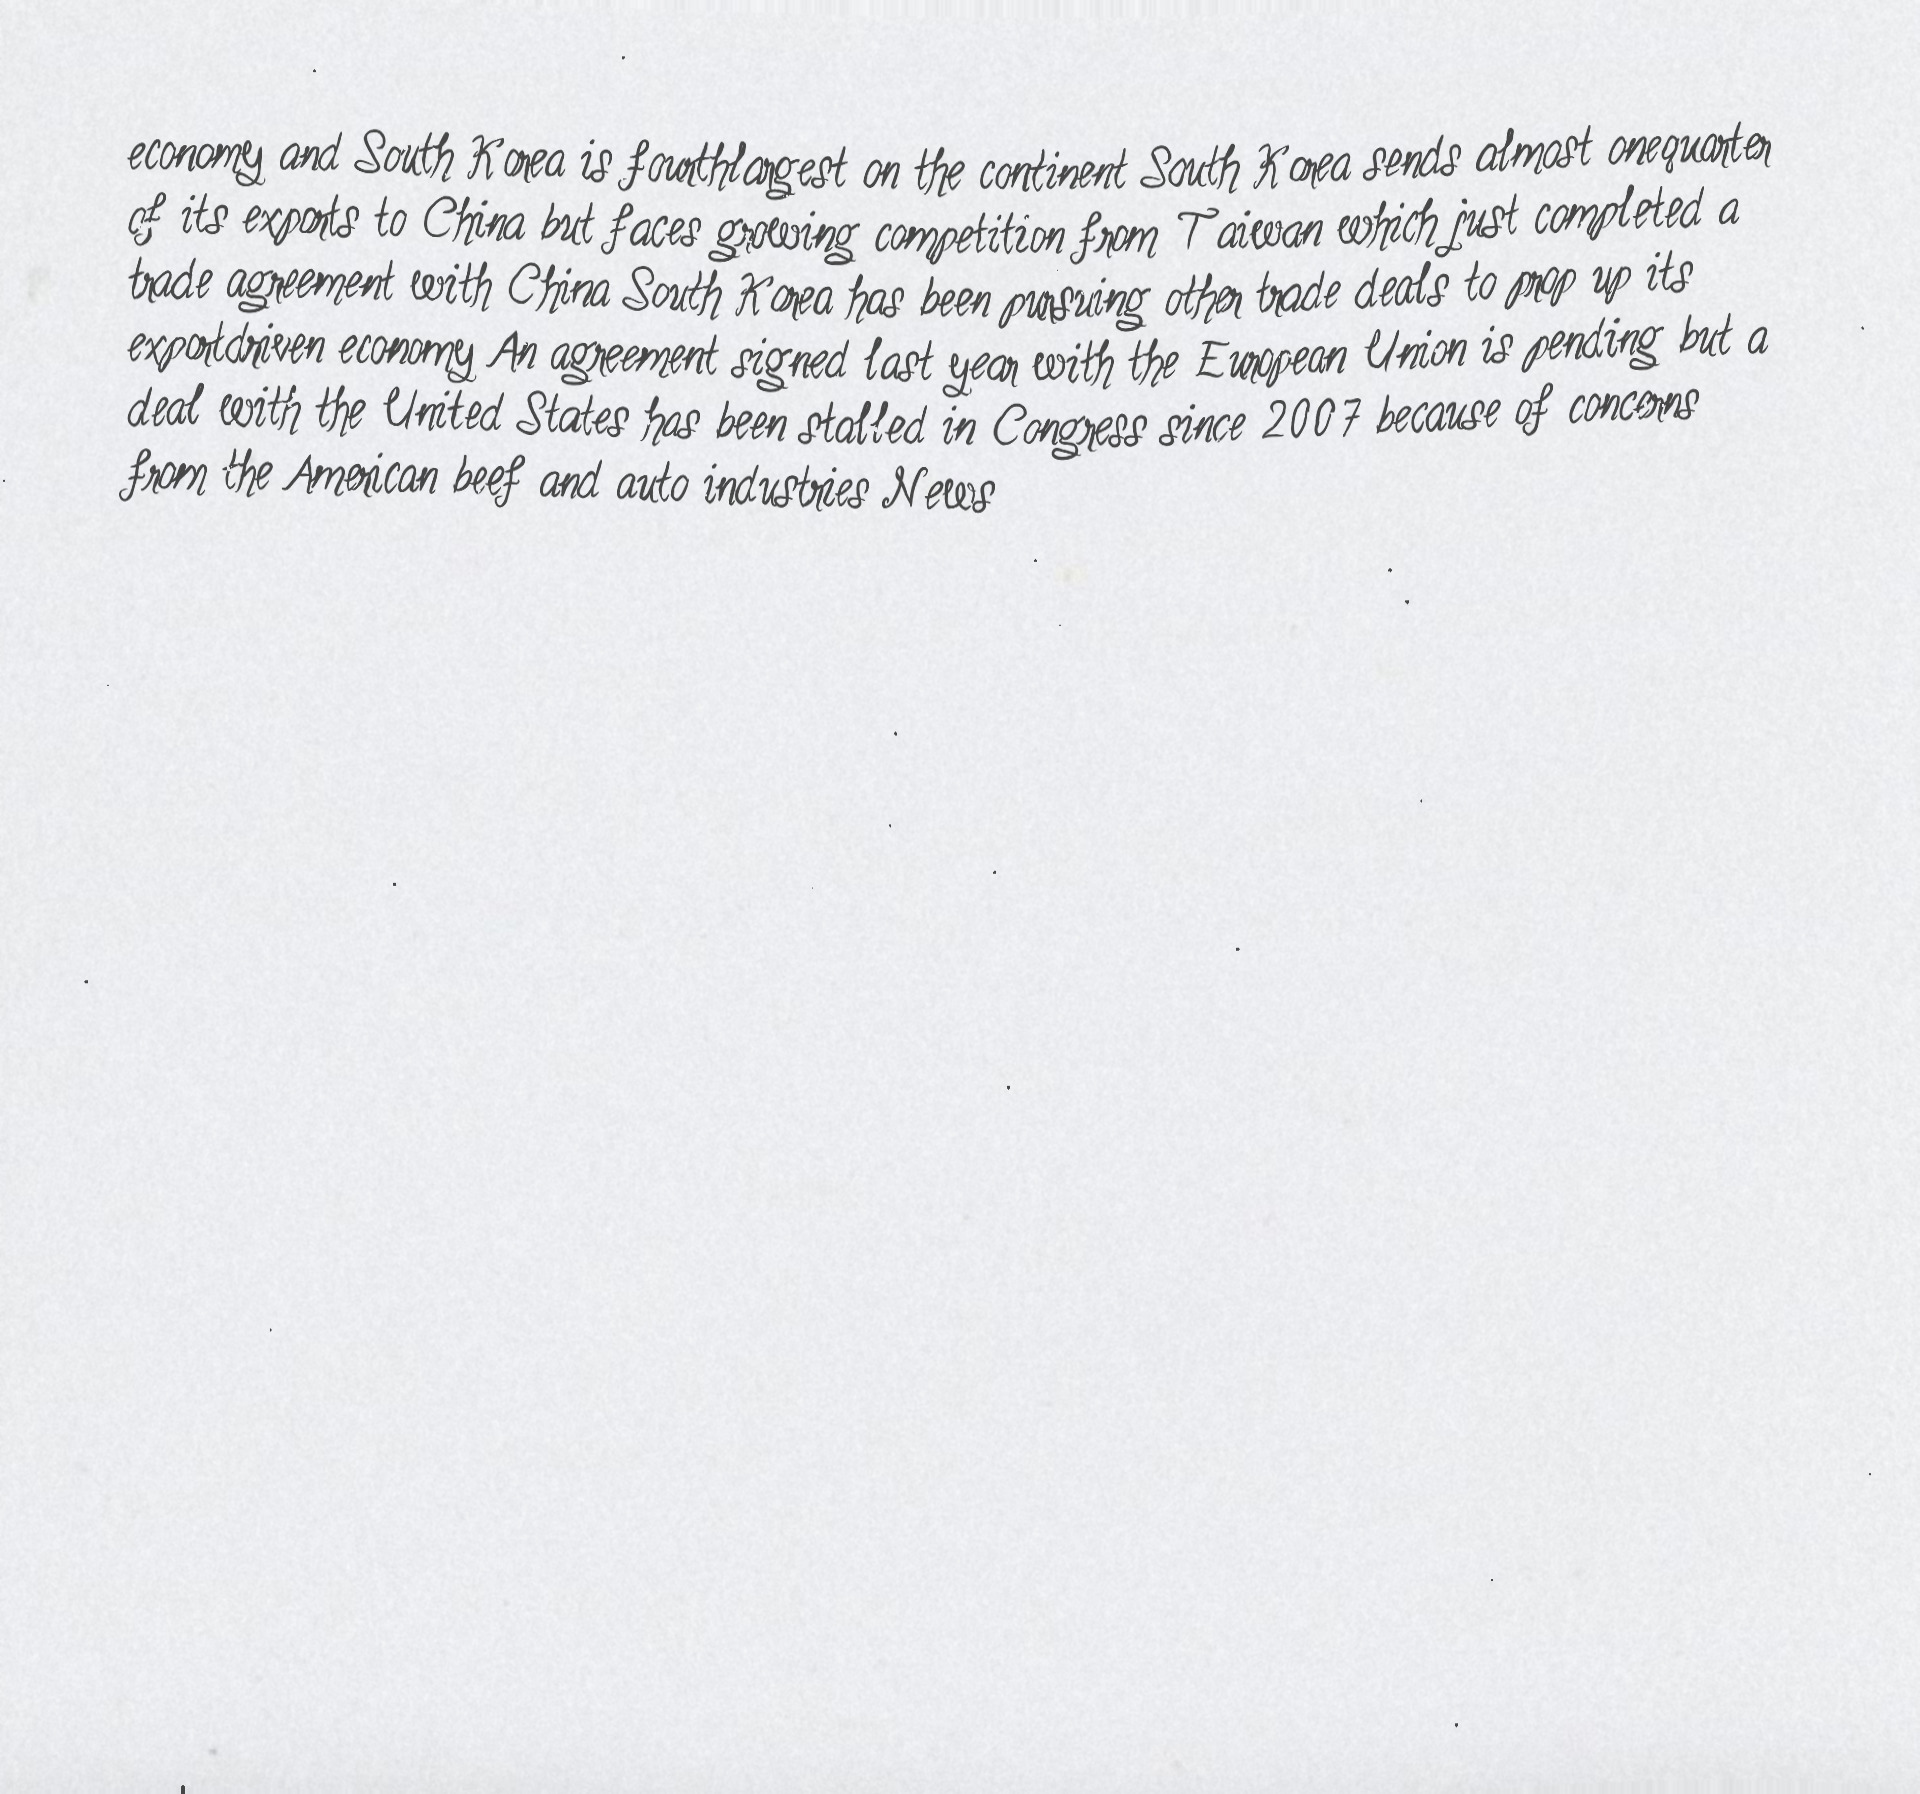 economy and South Korea is fourthlargest on the continent South Korea sends almost onequarter
of its exports to China but faces growing competition from Taiwan which just completed a
trade agreement with China South Korea has been pursuing other trade deals to prop up its
exportdriven economy An agreement signed last year with the European Union is pending but a
deal with the United States has been stalled in Congress since 2007 because of concerns
from the American beef and auto industries News